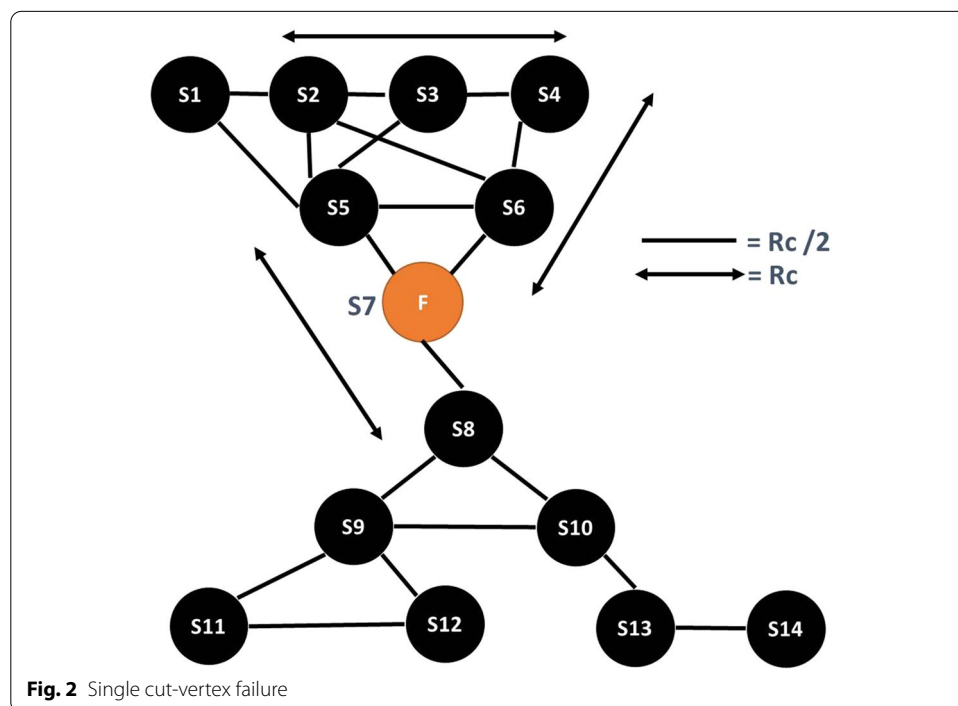 S1 S2 S3 S4
S5 S6
= Rc /2
= Rc
S7 F
S8
S9 S10
S11 S12 S13 S14
Fig. 2 Single cut-vertex failure